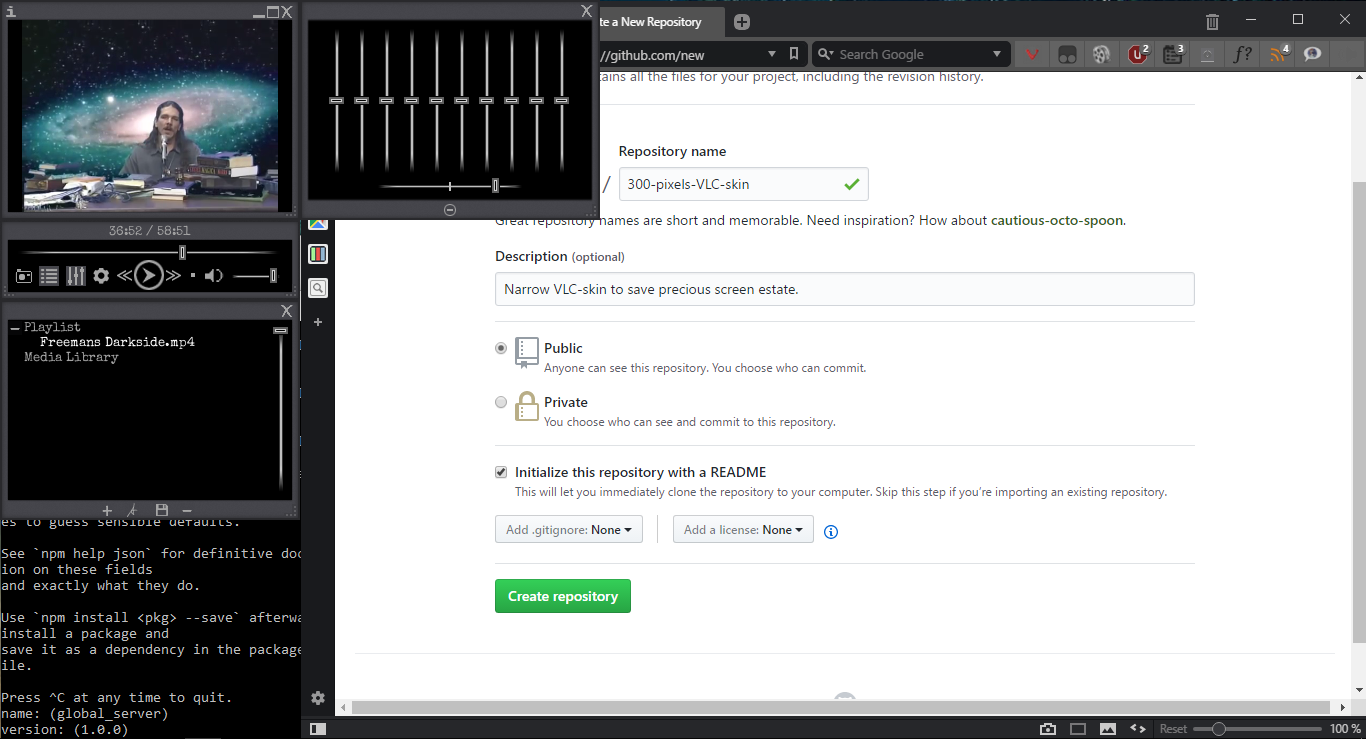 i
X
X
te a New Repository
//github.com/new
Search Google
2
3
f?
4
tains all the files for your project, including the revision history.
Repository name
/
300-pixels-VLC-skin
Great repository names are short and memorable. Need inspiration? How about cautious-octo-spoon.
Description (optional)
Narrow VLC-skin to save precious screen estate.
Public
Anyone can see this repository. You choose who can commit.
Private
You choose who can see and commit to this repository.
Initialize this repository with a README
This will let you immediately clone the repository to your computer. Skip this step if you’re importing an existing repository.
Add .gitignore: None
Add a license: None
Create repository
36:52 / 58:51
X
Playlist
Freemans Darkside.mp4
Media Library
es to guess sensible defaults.
See `npm help json` for definitive doc
ion on these fields
and exactly what they do.
Use `npm install <pkg> --save` afterwa
install a package and
save it as a dependency in the package
ile.
Press ^C at any time to quit.
name: (global_server)
version: (1.0.0)
Reset
100 %